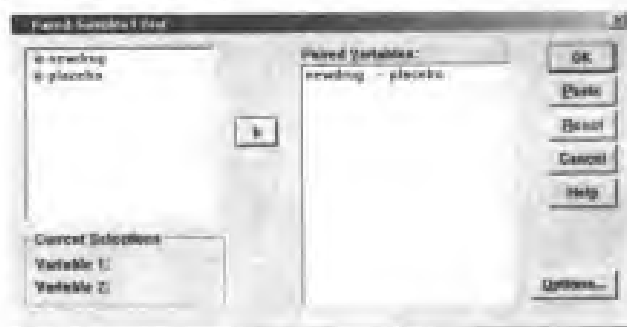 Paired-Samples T Test
newdrug
placebo
Paired Variables:
newdrug - placebo
OK
Paste
Reset
Cancel
Help
Current Selections
Variable 1:
Variable 2:
Options...